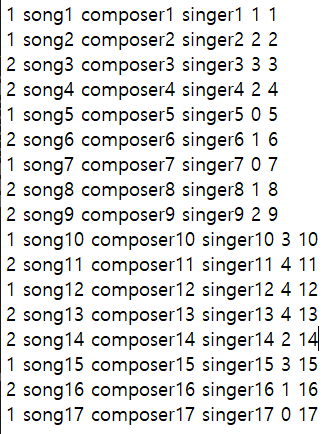 1 song1 composer1 singer1 1 1
1 song2 composer2 singer2 2 2
2 song3 composer3 singer3 3 3
2 song4 composer4 singer4 2 4
1 song5 composer5 singer5 0 5
2 song6 composer6 singer6 1 6
1 song7 composer7 singer7 0 7
2 song8 composer8 singer8 1 8
2 song9 composer9 singer9 2 9
1 song10 composer10 singer10 3 10
2 song11 composer11 singer11 4 11
1 song12 composer12 singer12 4 12
2 song13 composer13 singer13 4 13
2 song14 composer14 singer14 2 14
1 song15 composer15 singer15 3 15
2 song16 composer16 singer16 1 16
1 song17 composer17 singer17 0 17